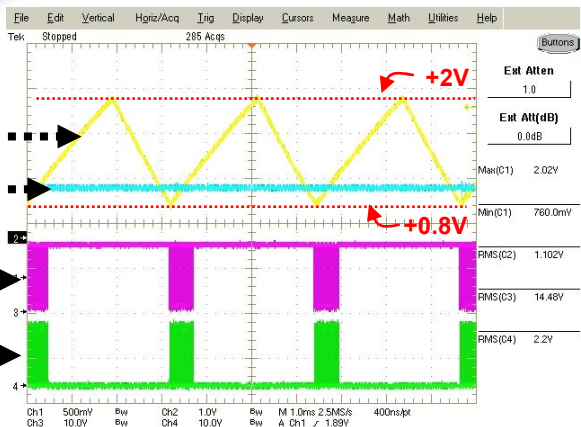 File Edit Vertical Horiz/Acq Trig Display Cursors Measure Math Utilities Help
Tek Stopped 285 Acqs
Buttons
+2V
Ext Atten
1.0
Ext Att(dB)
0.0dB
Max(C1) 2.02V
Min(C1) 760.0mV
+0.8V
2
RMS(C2) 1.102V
1
RMS(C3) 14.48V
3
RMS(C4) 2.2V
4
Ch1 500mV Bw Ch2 1.0V Bw M 1.0ms 2.5MS/s 400ns/pt
Ch3 10.0V Bw Ch4 10.0V Bw A Ch1 / 1.89V